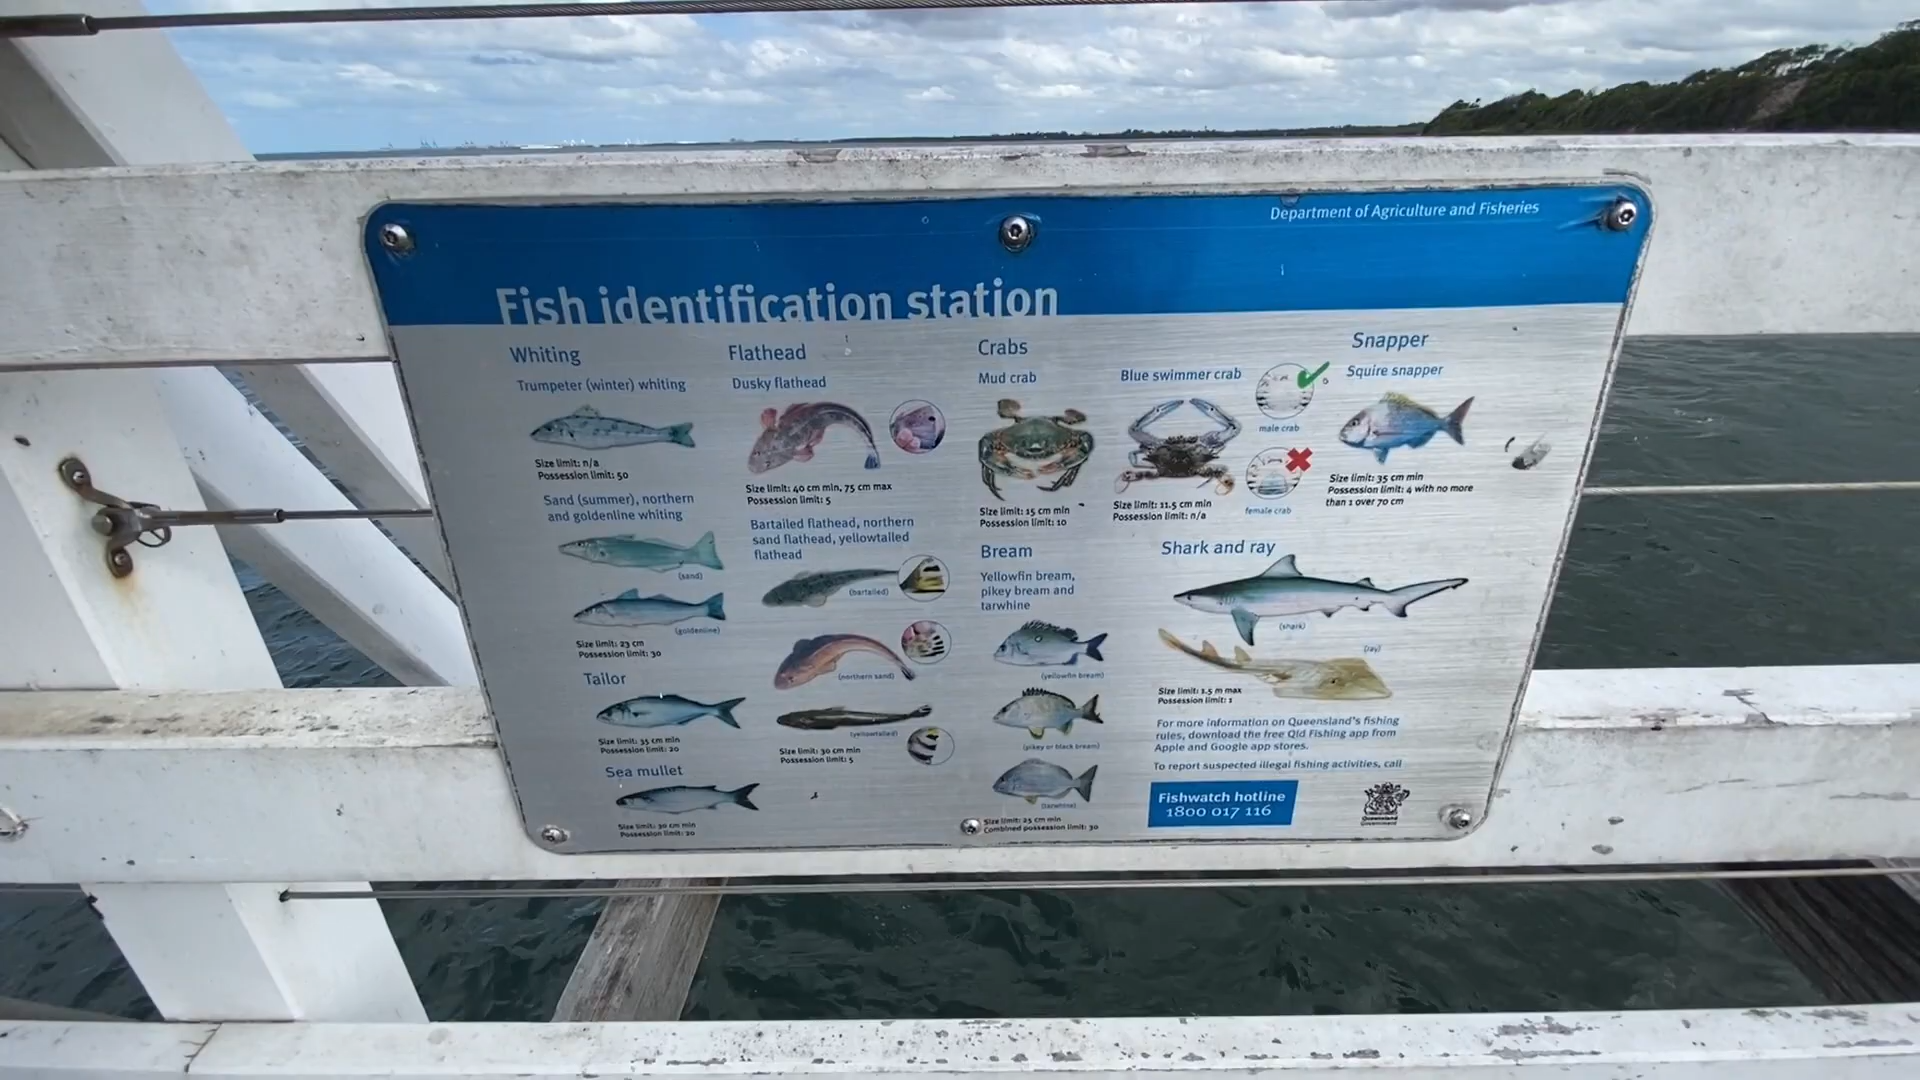 Department of Agriculture and Fisheries
Fish identification station
Whiting
Trumpeter (winter) whiting
Size limit: n/a
Possession limit: 50
Sand (summer), northern
and goldenline whiting
(sand)
(goldenline)
Size limit: 23 cm
Possession limit: 30
Tailor
Size limit: 35 cm min
Possession limit: 20
Sea mullet
Size limit: 30 cm min
Possession limit: 20
Flathead
Dusky flathead
Size limit: 40 cm min, 75 cm max
Possession limit: 5
Bartailed flathead, northern
sand flathead, yellowtailed
flathead
(bartailed)
(northern sand)
(yellowtailed)
Size limit: 30 cm min
Possession limit: 5
Crabs
Mud crab
Size limit: 15 cm min
Possession limit: 10
Blue swimmer crab
male crab
female crab
Size limit: 11.5 cm min
Possession limit: n/a
Bream
Yellowfin bream,
pikey bream and
tarwhine
(yellowfin bream)
(pikey or black bream)
(tarwhine)
Size limit: 25 cm min
Combined possession limit: 30
Snapper
Squire snapper
Size limit: 35 cm min
Possession limit: 4 with no more
than 1 over 70 cm
Shark and ray
(shark)
(ray)
Size limit: 1.5 m max
Possession limit: 1
For more information on Queensland's fishing
rules, download the free Qld Fishing app from
Apple and Google app stores.
To report suspected illegal fishing activities, call
Fishwatch hotline
1800 017 116
Queensland
Government